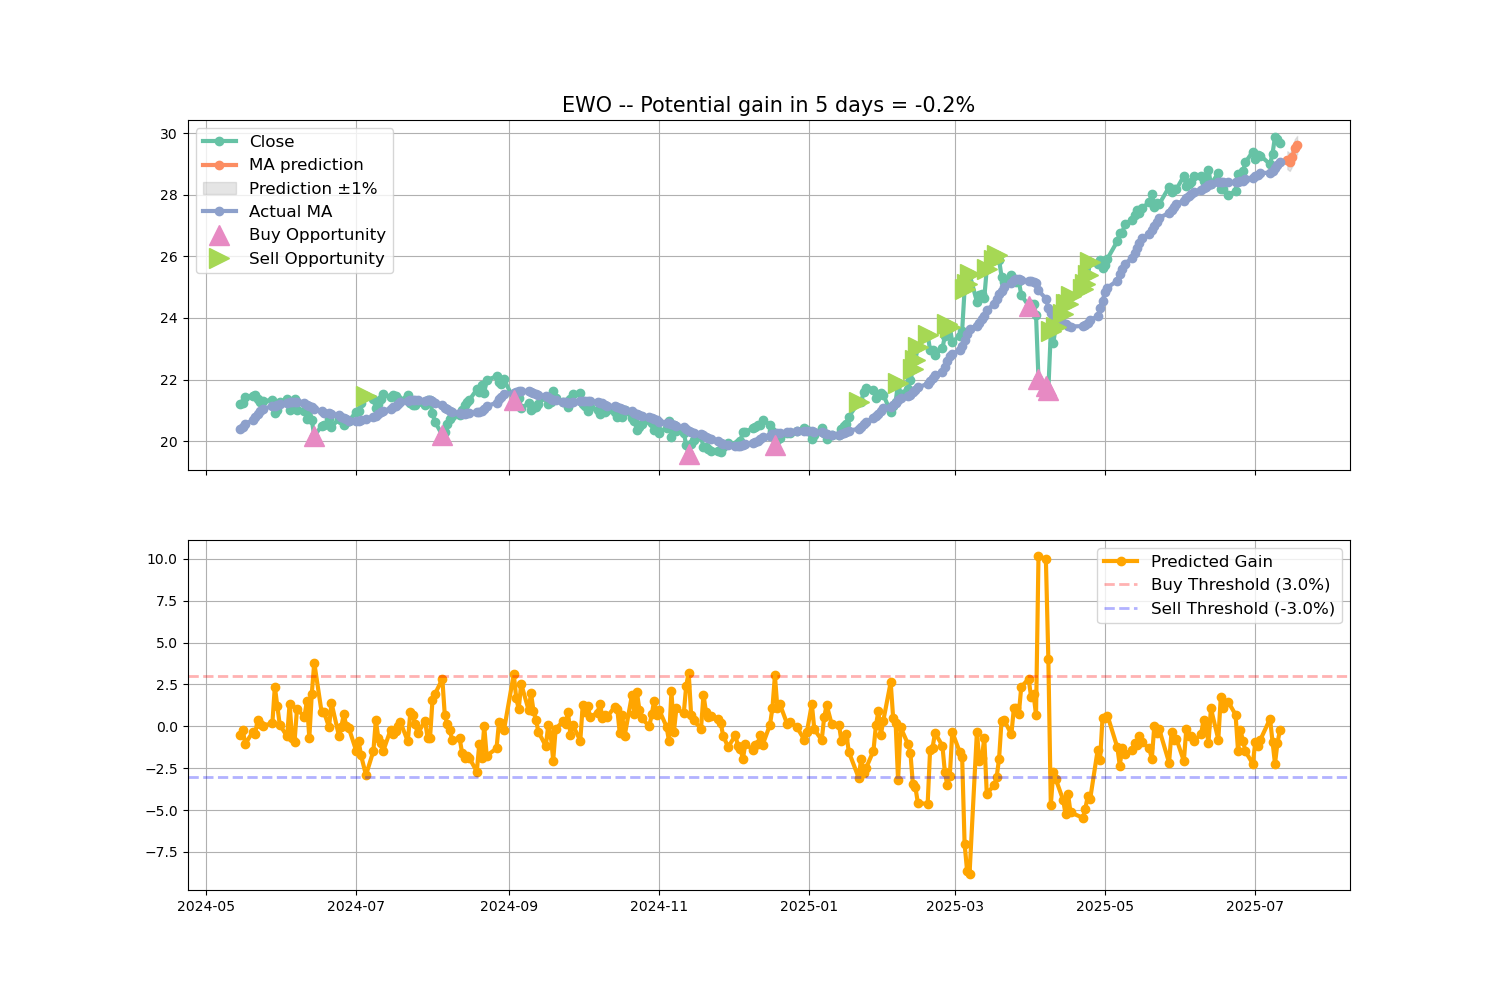 EWO -- Potential gain in 5 days = -0.2%
30
28
26
24
22
20
Close
MA prediction
Prediction ±1%
Actual MA
Buy Opportunity
Sell Opportunity
10.0
7.5
5.0
2.5
0.0
−2.5
−5.0
−7.5
Predicted Gain
Buy Threshold (3.0%)
Sell Threshold (-3.0%)
2024-05
2024-07
2024-09
2024-11
2025-01
2025-03
2025-05
2025-07